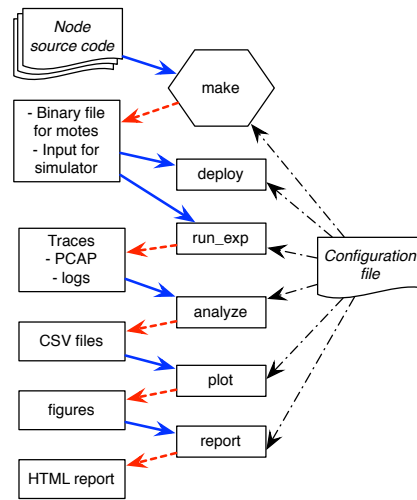 Node
source code
make
- Binary file
for motes
- Input for
simulator
deploy
run_exp
Configuration
file
Traces
- PCAP
- logs
analyze
CSV files
plot
figures
report
HTML report